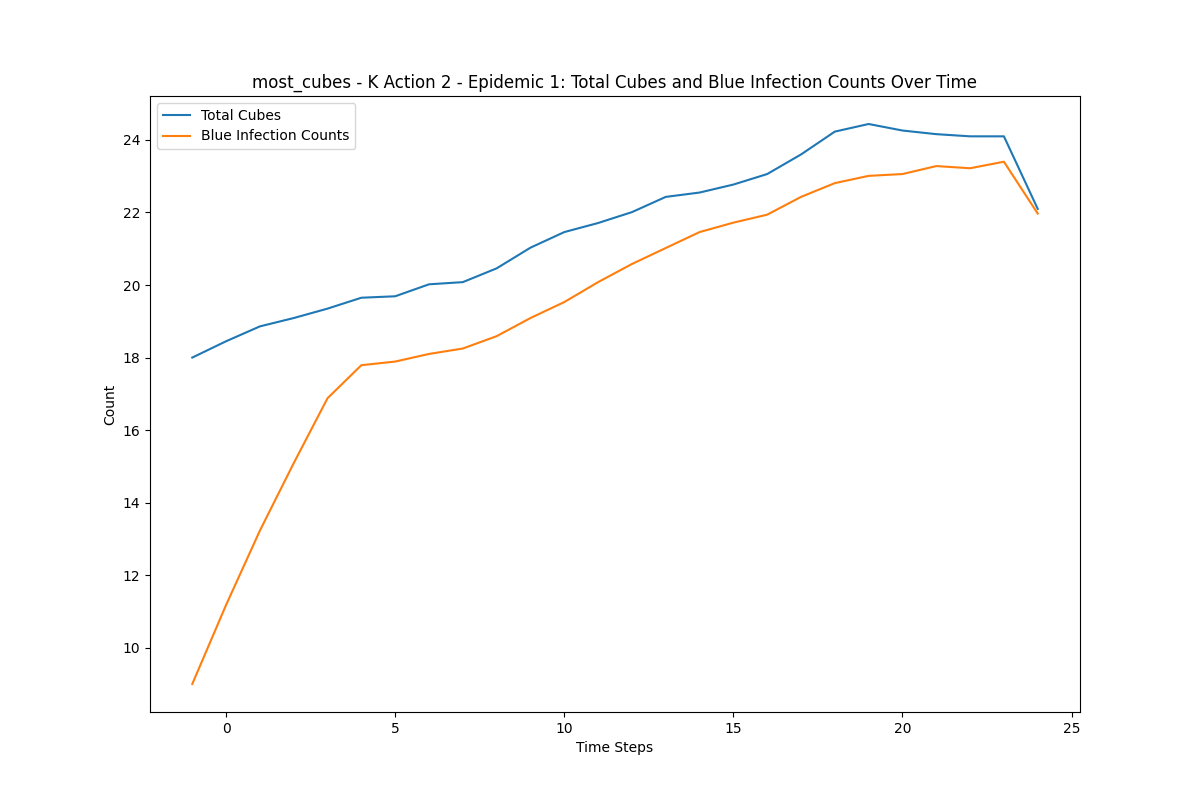 most_cubes - K Action 2 - Epidemic 1: Total Cubes and Blue Infection Counts Over Time
Total Cubes
Blue Infection Counts
24
22
20
18
16
14
12
10
Count
0 5 10 15 20 25
Time Steps